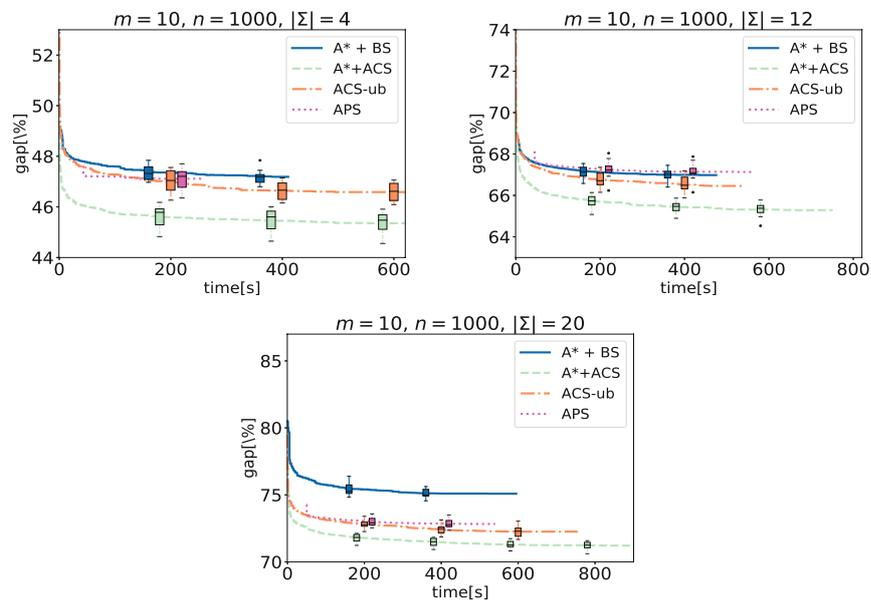 m = 10, n = 1000, |Σ| = 4
52
50
48
46
44
gap[\%]
0
200
400
600
time[s]
A* + BS
A*+ACS
ACS-ub
APS
m = 10, n = 1000, |Σ| = 12
74
72
70
68
66
64
gap[\%]
0
200
400
600
800
time[s]
A* + BS
A*+ACS
ACS-ub
APS
m = 10, n = 1000, |Σ| = 20
85
80
75
70
gap[\%]
0
200
400
600
800
time[s]
A* + BS
A*+ACS
ACS-ub
APS